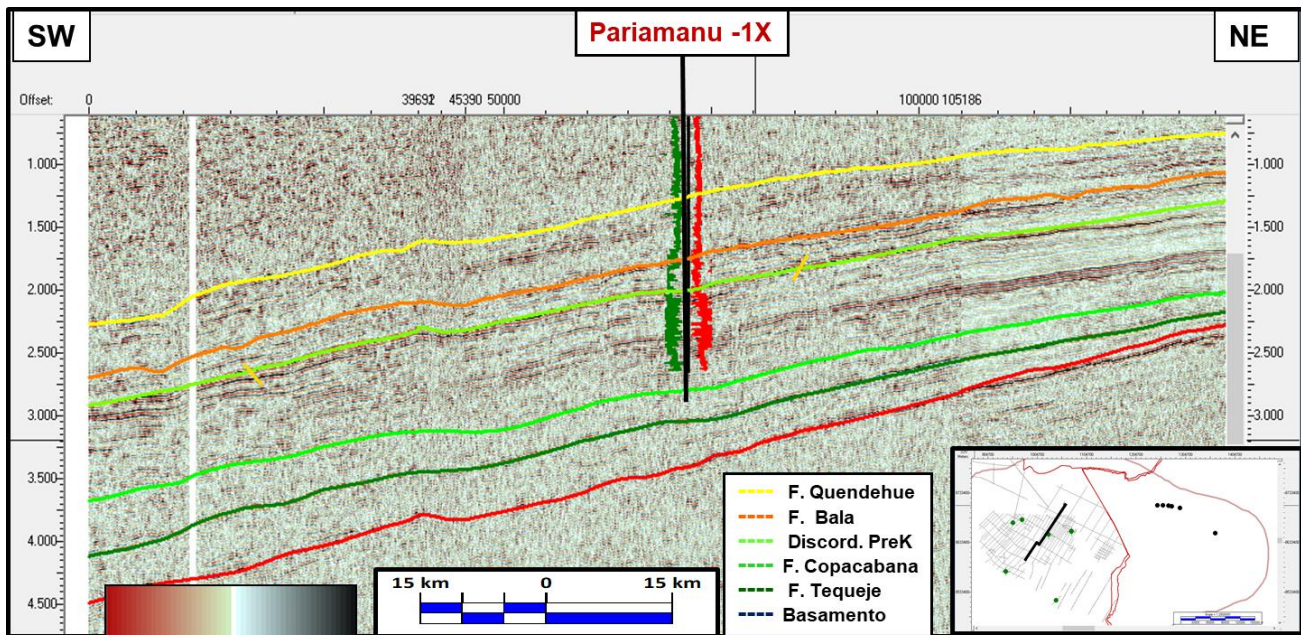 SW
Pariamanu -1X
NE
Offset: 0 39692 45390 50000 100000 105186
1.000
1.500
2.000
2.500
3.000
3.500
4.000
4.500
1.000
1.500
2.000
2.500
3.000
F. Quendehue
F. Bala
Discord. PreK
F. Copacabana
F. Tequeje
Basamento
15 km 0 15 km